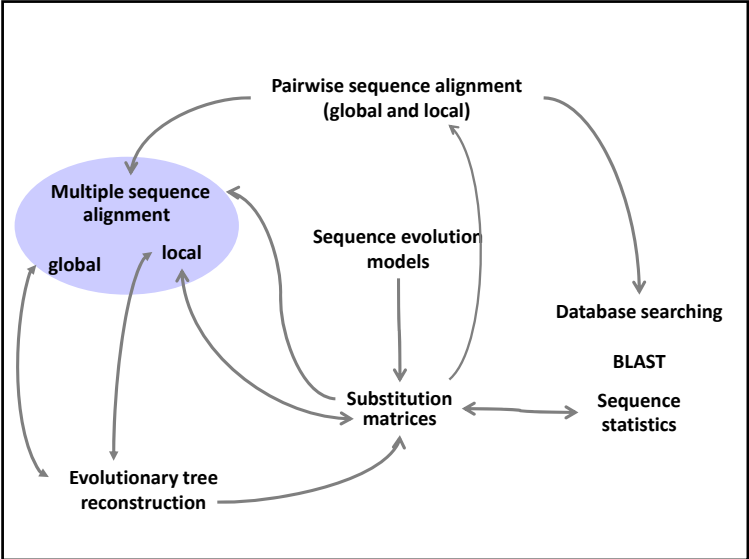 Pairwise sequence alignment
(global and local)
Multiple sequence
alignment
global
local
Sequence evolution
models
Database searching
BLAST
Sequence
statistics
Substitution
matrices
Evolutionary tree
reconstruction